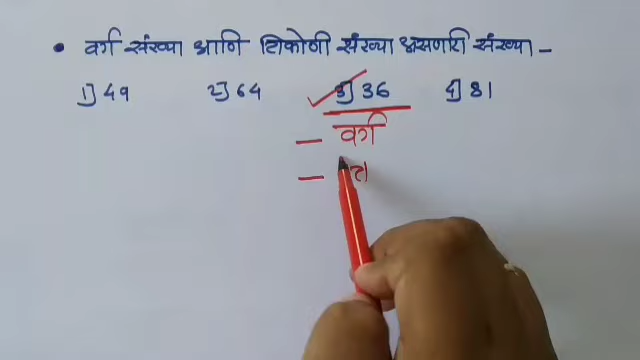 • वर्ग संख्या आणि त्रिकोणी संख्या असणारी संख्या –
1] 49 2] 64 3] 36 4] 81
– वर्ग
–